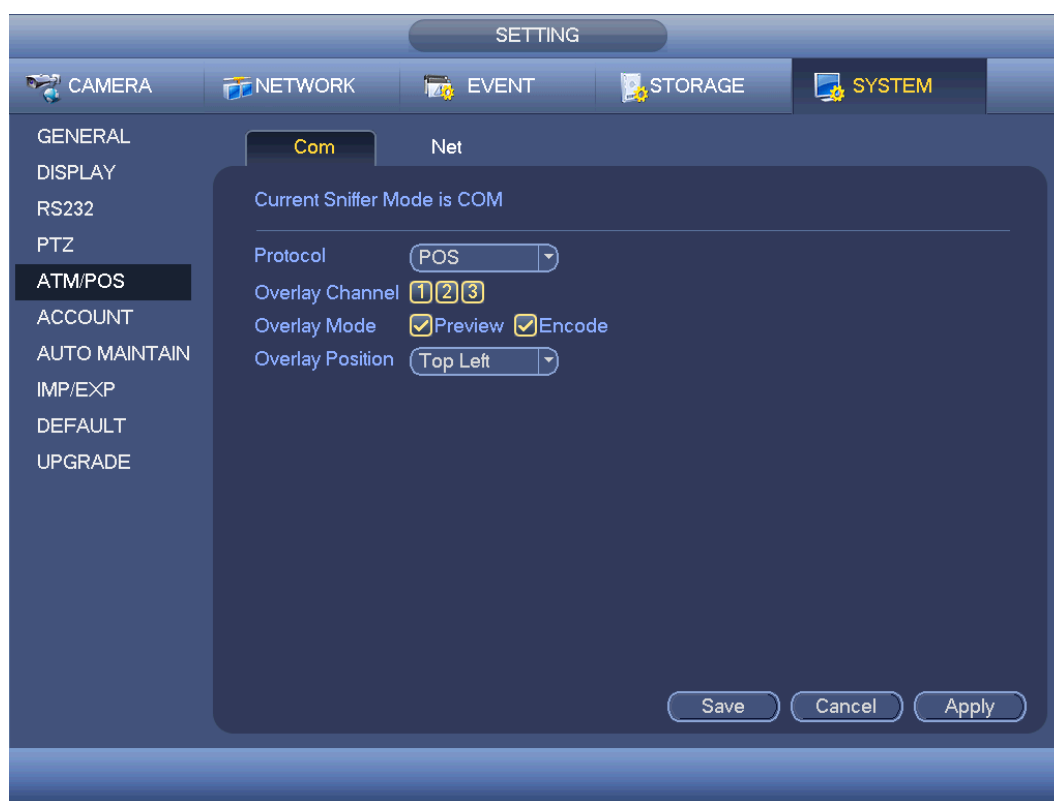 SETTING
CAMERA NETWORK EVENT STORAGE SYSTEM
GENERAL
DISPLAY
RS232
PTZ
ATM/POS
ACCOUNT
AUTO MAINTAIN
IMP/EXP
DEFAULT
UPGRADE
Com Net
Current Sniffer Mode is COM
Protocol POS
Overlay Channel 1 2 3
Overlay Mode Preview Encode
Overlay Position Top Left
Save Cancel Apply